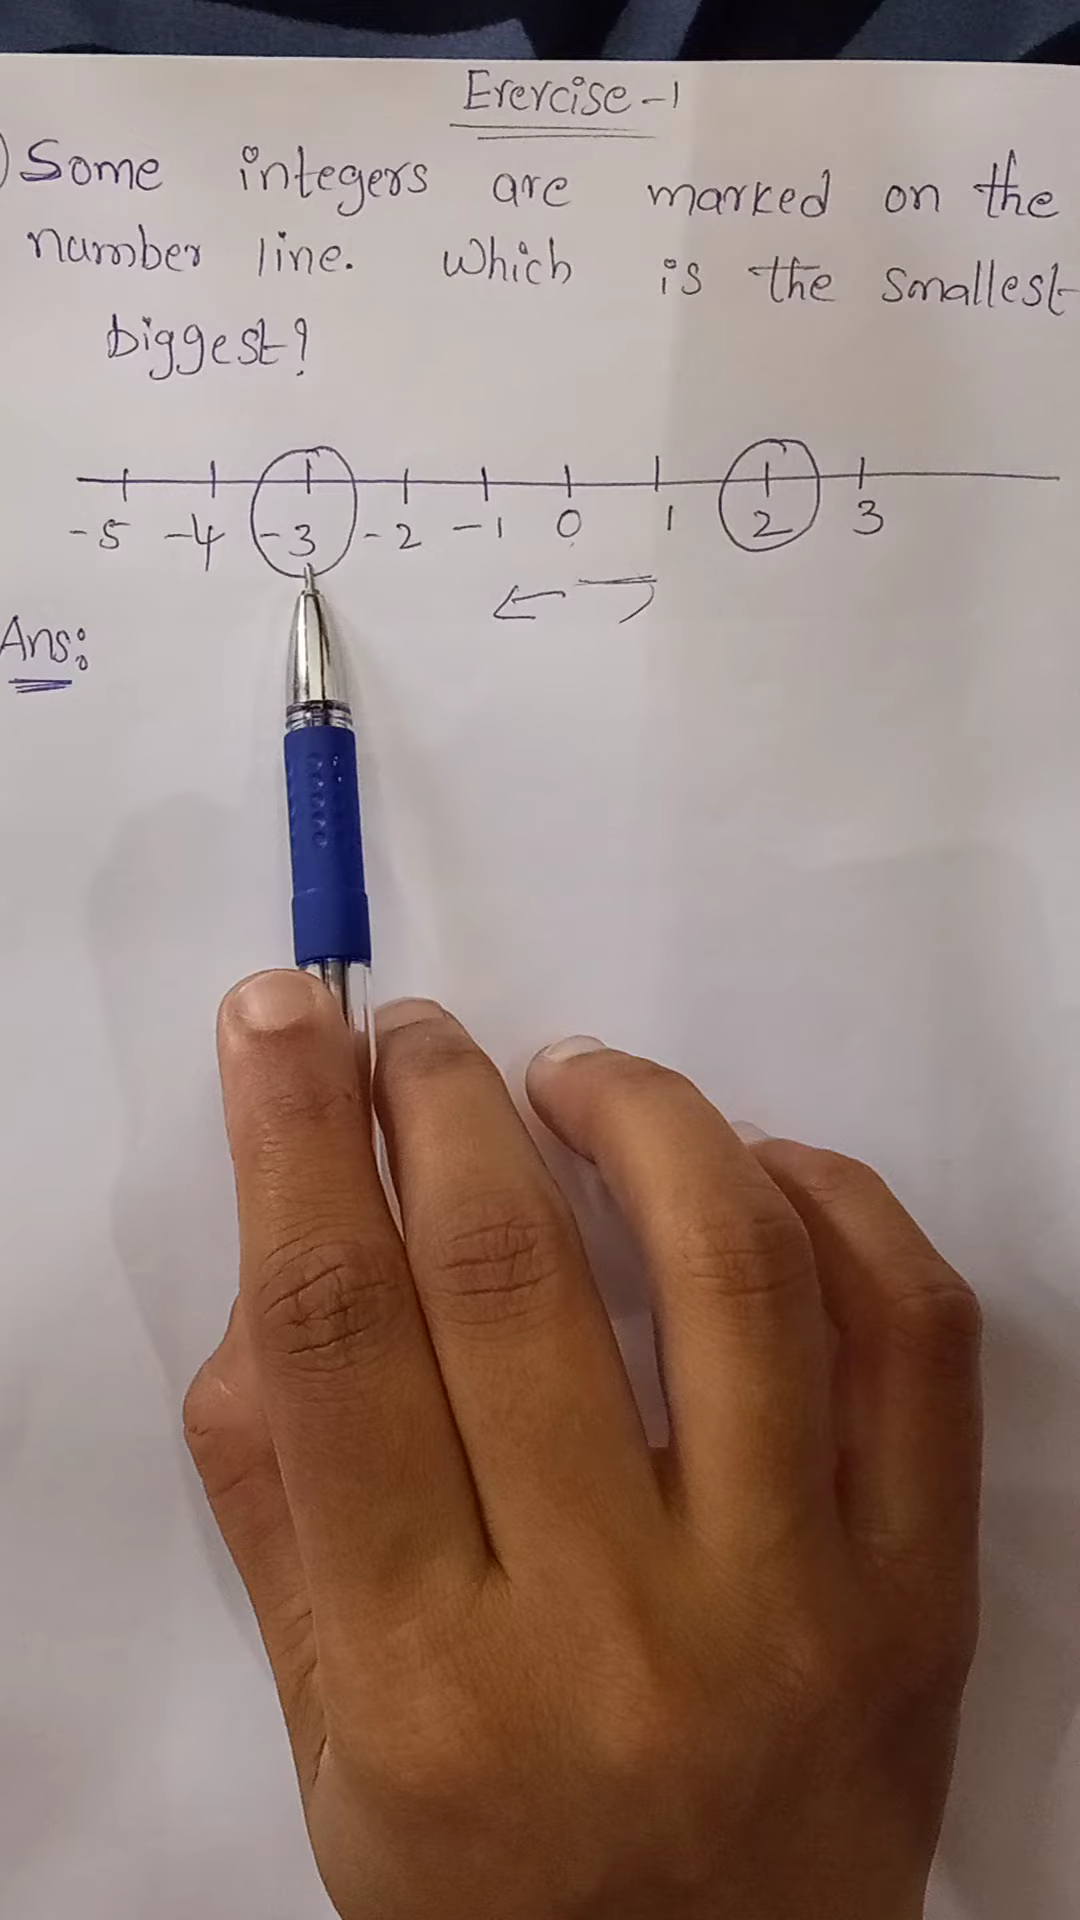 Erercise-1
) Some integers are marked on the
number line. which is the smallest
biggest?
-5 -4 -3 -2 -1 0 1 2 3
Ans: